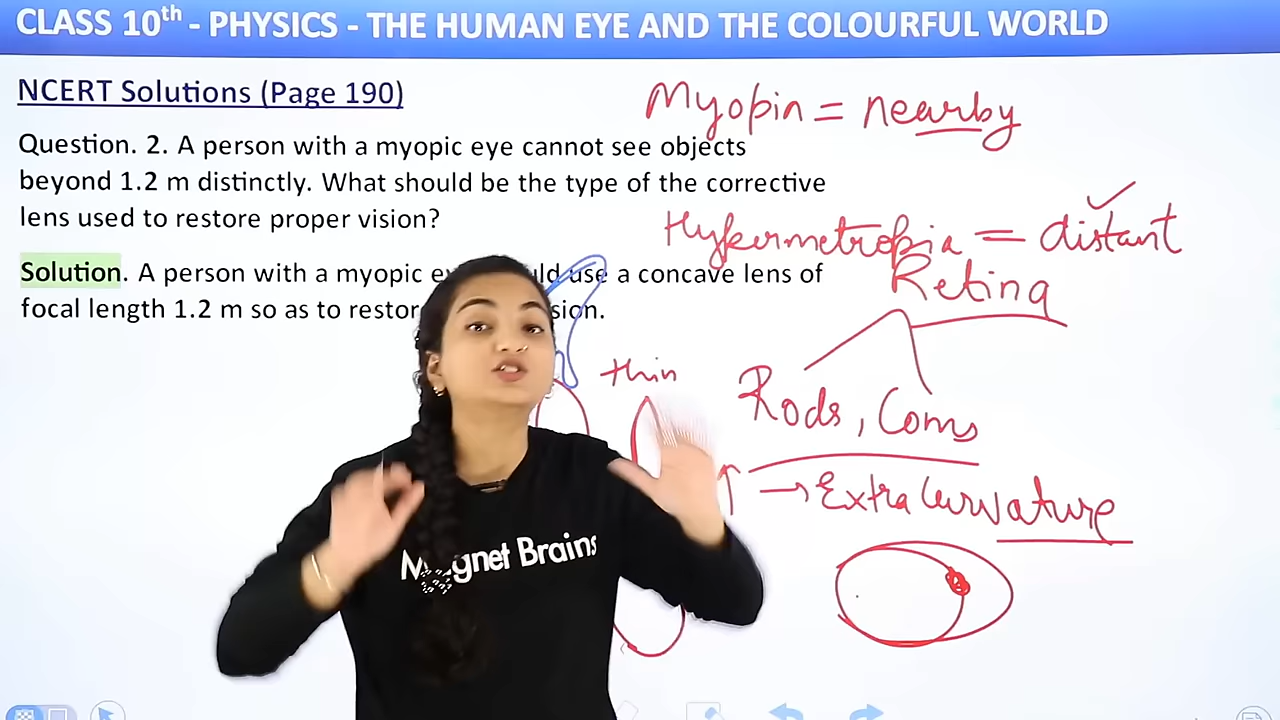 CLASS 10th - PHYSICS - THE HUMAN EYE AND THE COLOURFUL WORLD
NCERT Solutions (Page 190)
Question. 2. A person with a myopic eye cannot see objects
beyond 1.2 m distinctly. What should be the type of the corrective
lens used to restore proper vision?
Solution. A person with a myopic use a concave lens of
focal length 1.2 m so as to
Myopia = nearby
Hypermetropia = distant
Retina
thin
Rods, Cones
→ Extra Curvature
Magnet Brains